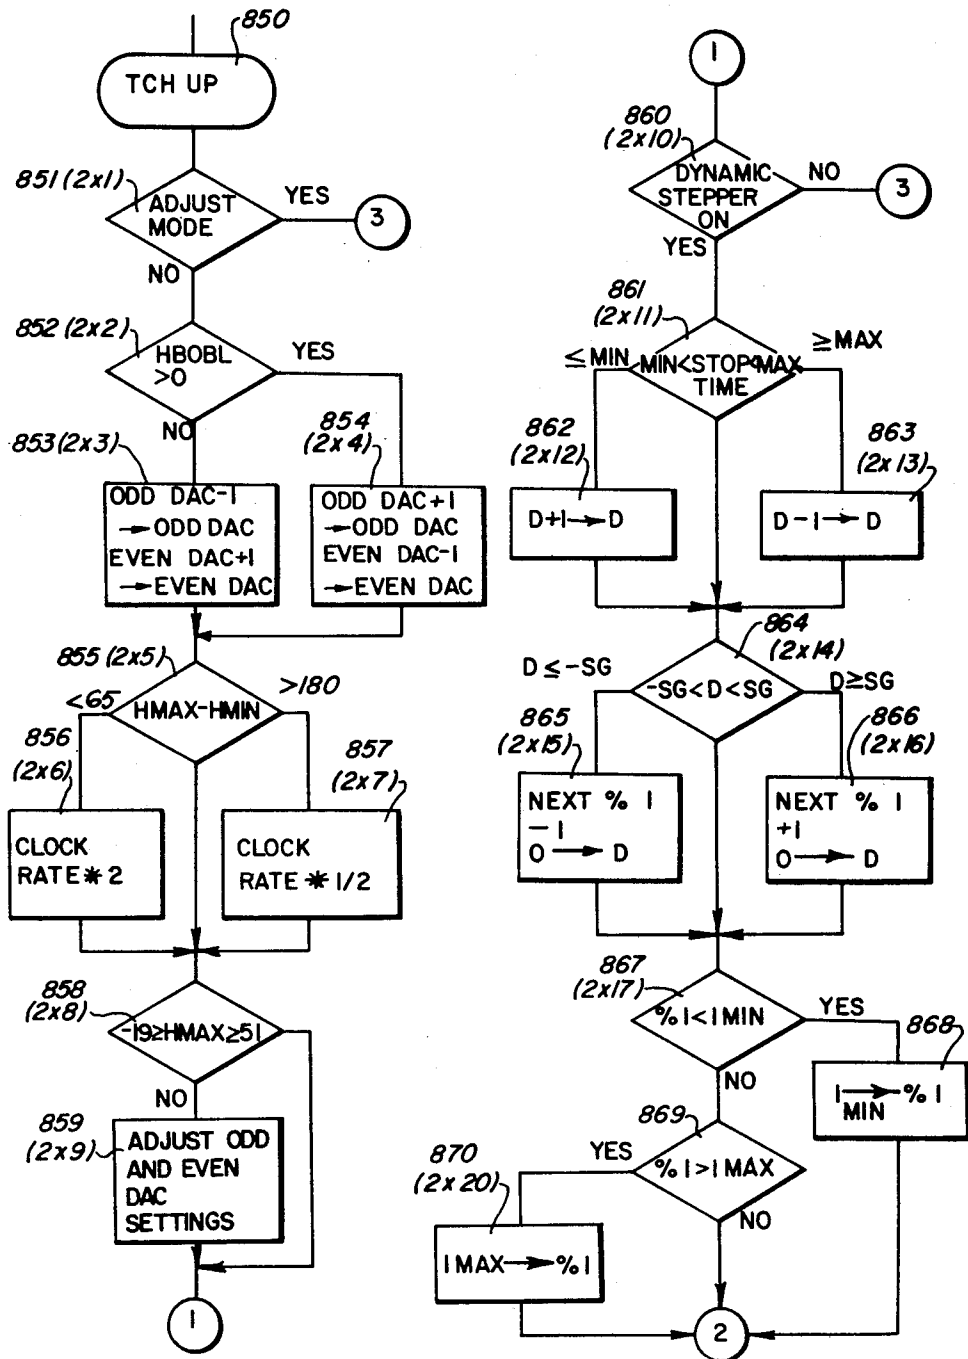 850
TCH UP
851 (2x1)
ADJUST
MODE
YES
3
NO
852 (2x2)
HBOBL
>0
YES
NO
853 (2x3)
854
(2x4)
ODD DAC-1
→ODD DAC
EVEN DAC+1
→EVEN DAC
ODD DAC+1
→ODD DAC
EVEN DAC-1
→EVEN DAC
855 (2x5)
<65
HMAX-HMIN
>180
856
(2x6)
857
(2x7)
CLOCK
RATE * 2
CLOCK
RATE * 1/2
858
(2x8)
-19≥HMAX≥51
NO
859
(2x9)
ADJUST ODD
AND EVEN
DAC
SETTINGS
1
1
860
(2x10)
DYNAMIC
STEPPER
ON
NO
3
YES
861
(2x11)
≤MIN
MIN<STOP<MAX
TIME
≥MAX
862
(2x12)
863
(2x13)
D+1→D
D-1→D
864
(2x14)
D≤-SG
-SG<D<SG
D≥SG
865
(2x15)
866
(2x16)
NEXT % I
- 1
0→D
NEXT % I
+1
0→D
867
(2x17)
% I<I MIN
YES
868
NO
I→% I
MIN
869
YES
% I>I MAX
870
(2x20)
NO
I MAX→% I
2